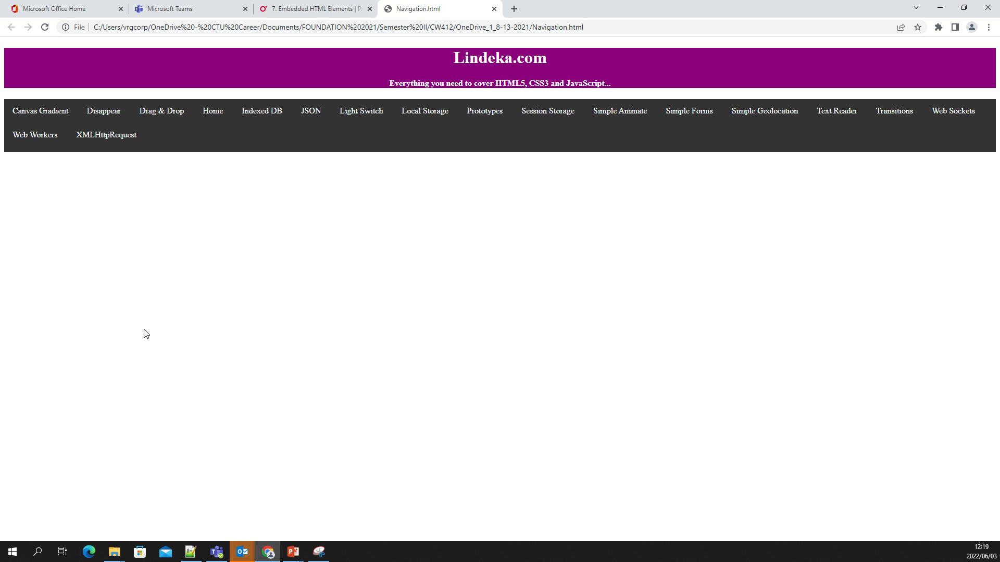 Microsoft Office Home
Microsoft Teams
7. Embedded HTML Elements | P
Navigation.html
File
C:/Users/vrgcorp/OneDrive%20-%20CTU%20Career/Documents/FOUNDATION%202021/Semester%20II/CW412/OneDrive_1_8-13-2021/Navigation.html
Lindeka.com
Everything you need to cover HTML5, CSS3 and JavaScript...
Canvas Gradient Disappear Drag & Drop Home Indexed DB JSON Light Switch Local Storage Prototypes Session Storage Simple Animate Simple Forms Simple Geolocation Text Reader Transitions Web Sockets
Web Workers XMLHttpRequest
12:19
2022/06/03